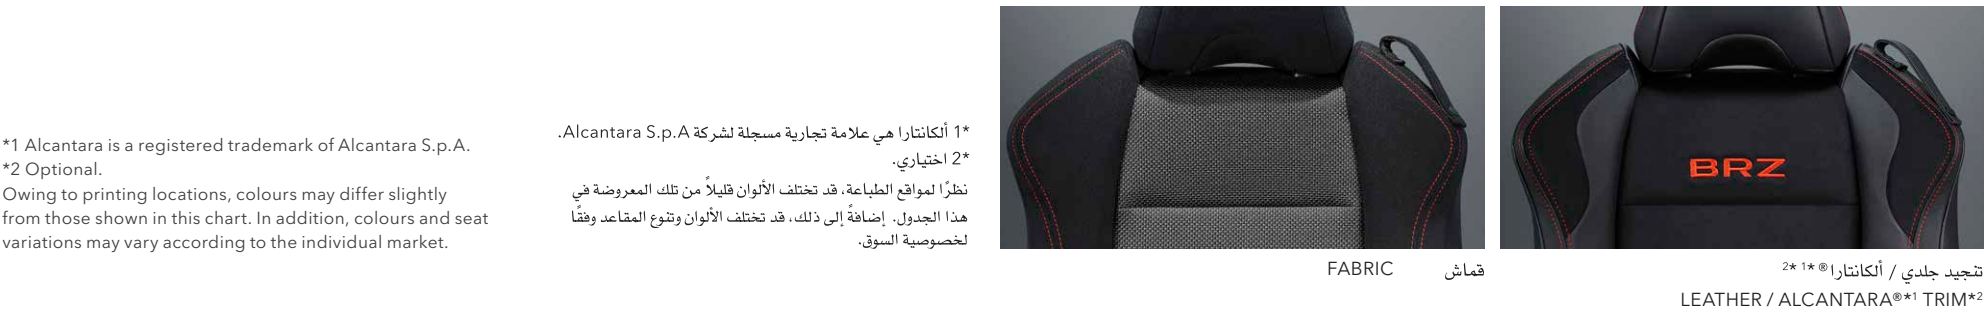 *1 Alcantara is a registered trademark of Alcantara S.p.A.
*2 Optional.
Owing to printing locations, colours may differ slightly
from those shown in this chart. In addition, colours and seat
variations may vary according to the individual market.
*1 ألكانتارا هي علامة تجارية مسجلة لشركة Alcantara S.p.A.
*2 اختياري.
نظرًا لمواقع الطباعة، قد تختلف الألوان قليلاً من تلك المعروضة في
هذا الجدول. إضافةً إلى ذلك، قد تختلف الألوان وتنوع المقاعد وفقًا
لخصوصية السوق.
قماش FABRIC
BRZ
تنجيد جلدي / ألكانتارا ® *1 *2
LEATHER / ALCANTARA®*1 TRIM*2